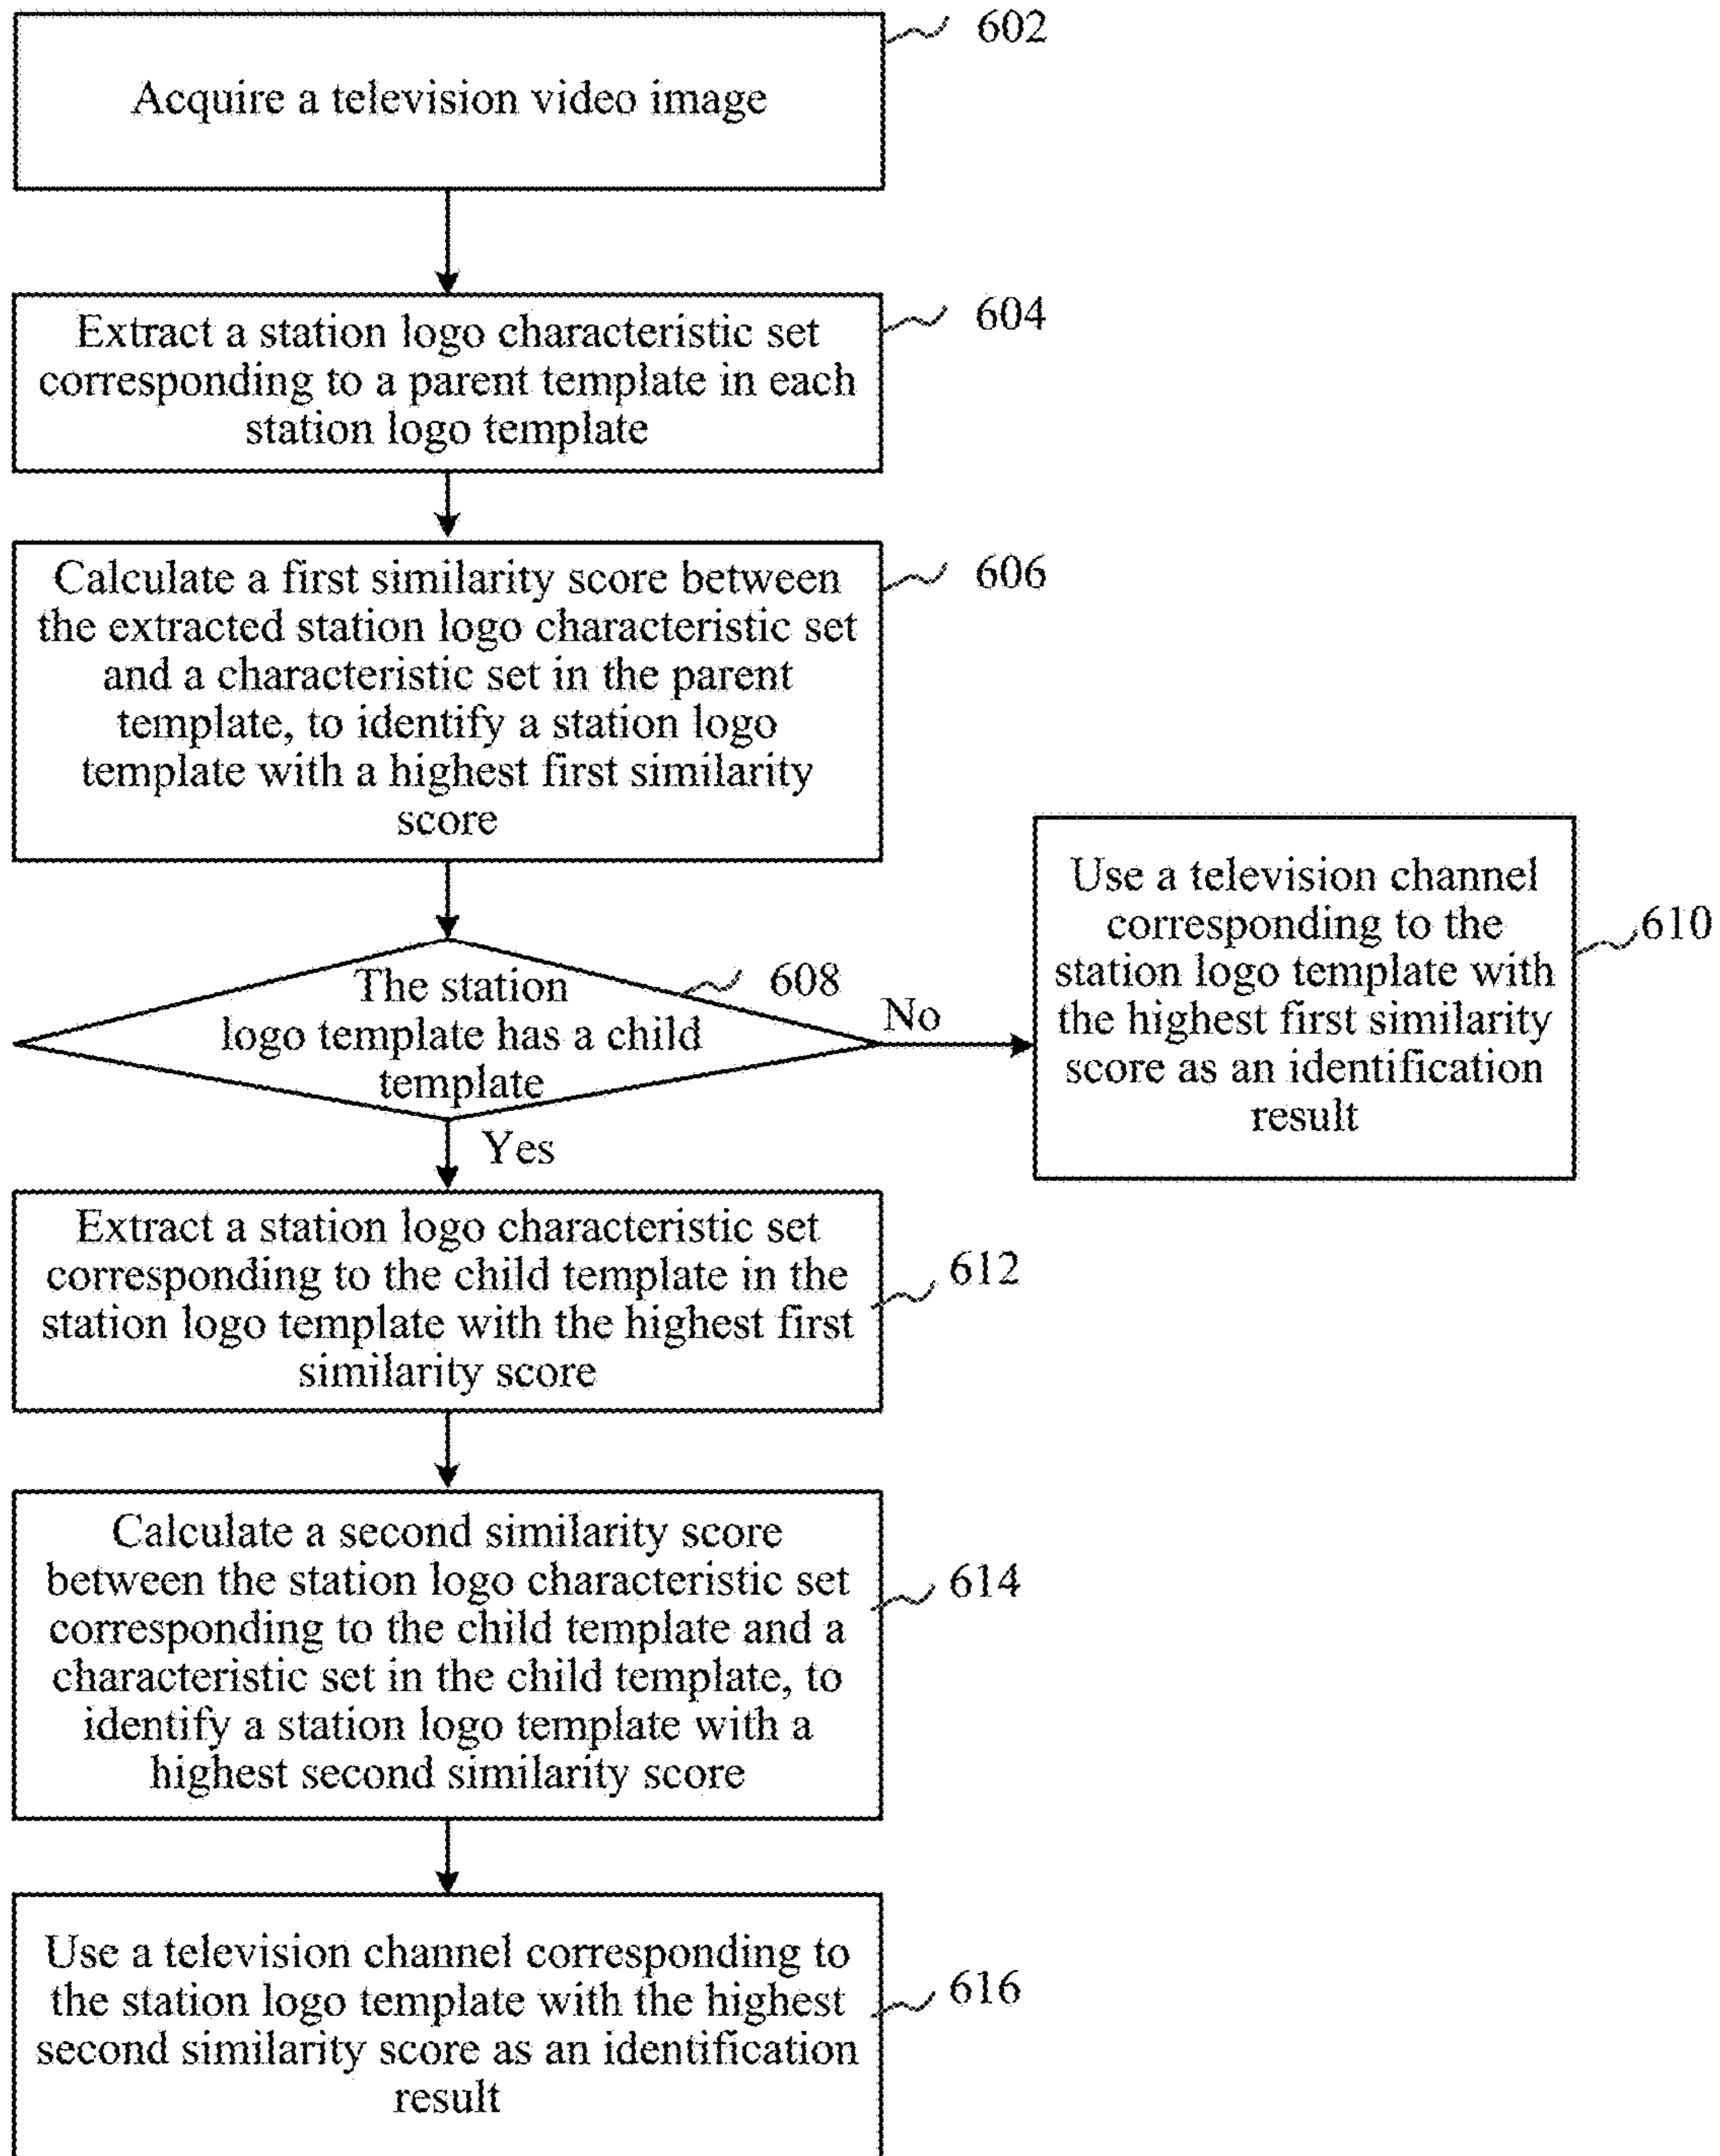 602
Acquire a television video image
604
Extract a station logo characteristic set
corresponding to a parent template in each
station logo template
606
Calculate a first similarity score between
the extracted station logo characteristic set
and a characteristic set in the parent
template, to identify a station logo
template with a highest first similarity
score
608
The station
logo template has a child
template
No
Use a television channel
corresponding to the
station logo template with
the highest first similarity
score as an identification
result
610
Yes
Extract a station logo characteristic set
corresponding to the child template in the
station logo template with the highest first
similarity score
612
Calculate a second similarity score
between the station logo characteristic set
corresponding to the child template and a
characteristic set in the child template, to
identify a station logo template with a
highest second similarity score
614
Use a television channel corresponding to
the station logo template with the highest
second similarity score as an identification
result
616